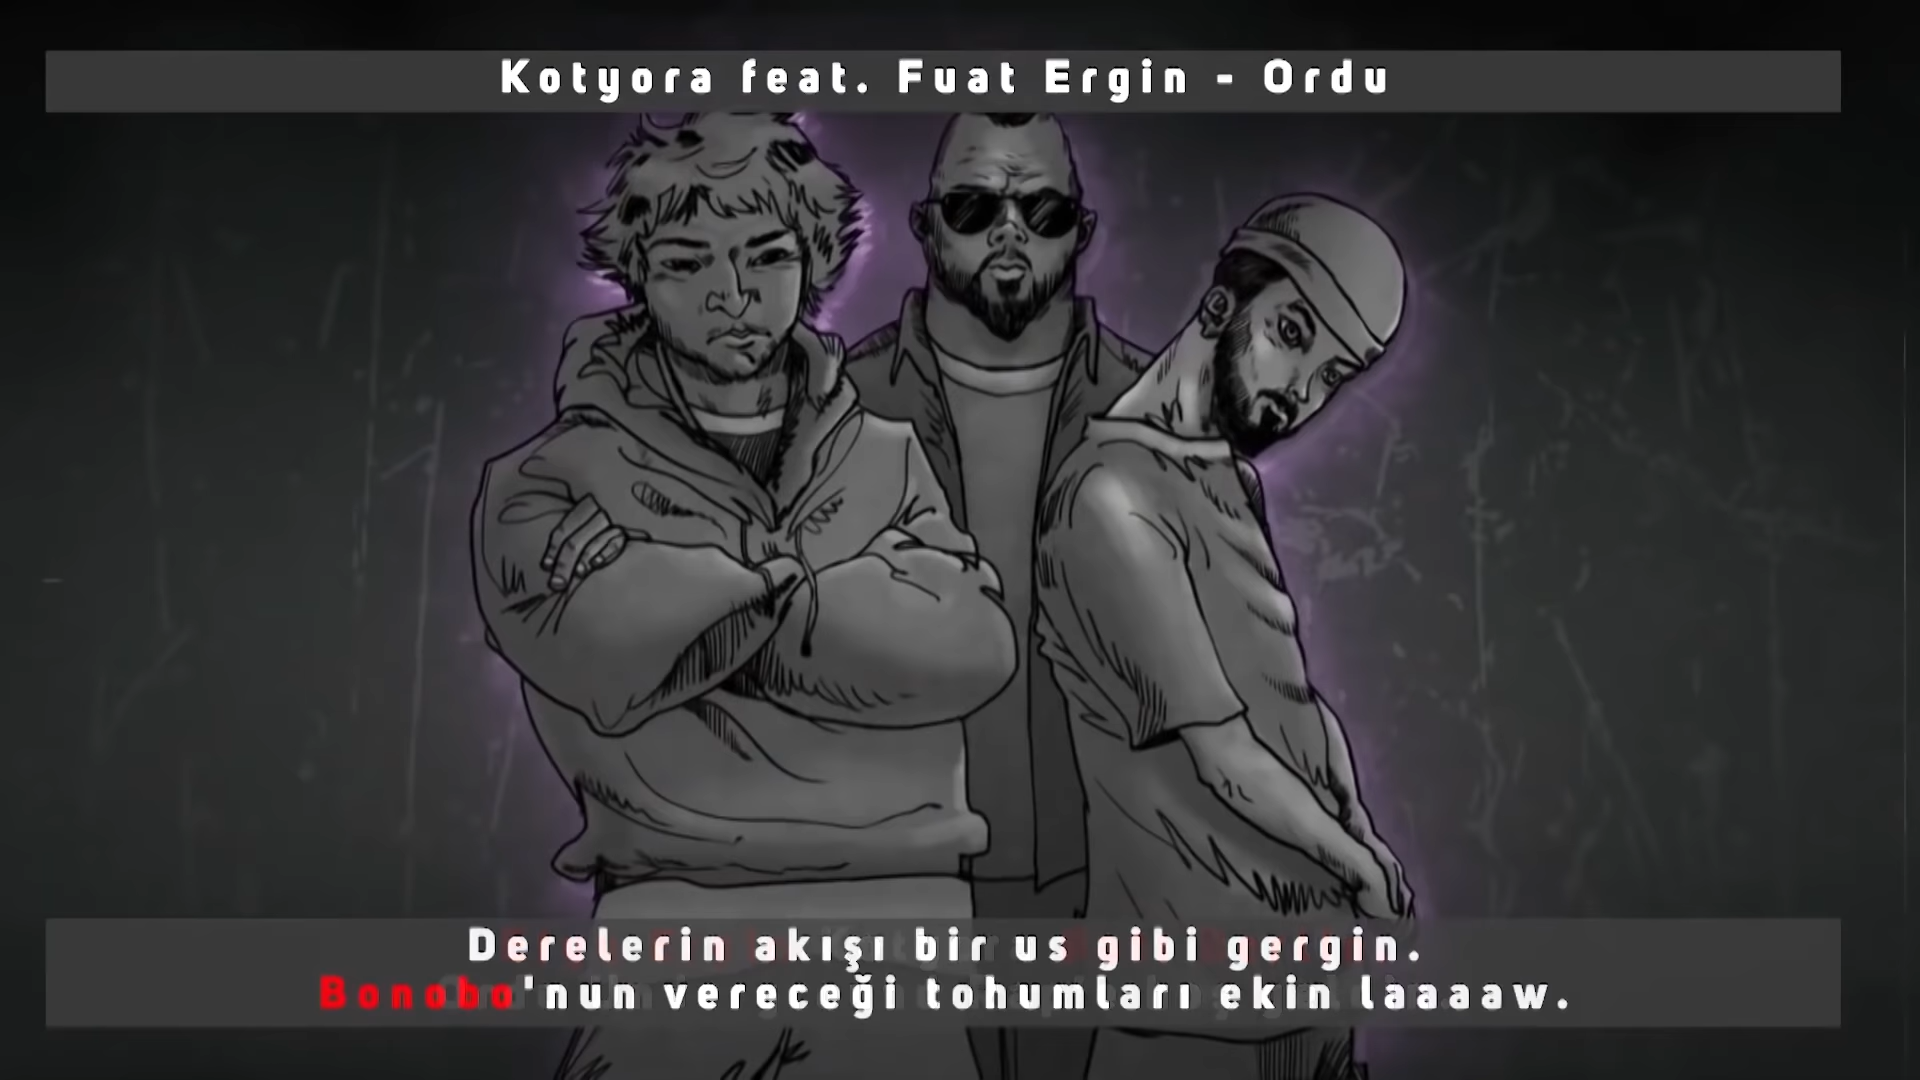 Kotyora feat. Fuat Ergin - Ordu
Derelerin akışı bir us gibi gergin.
Bonobo'nun vereceği tohumları ekin laaaaw.